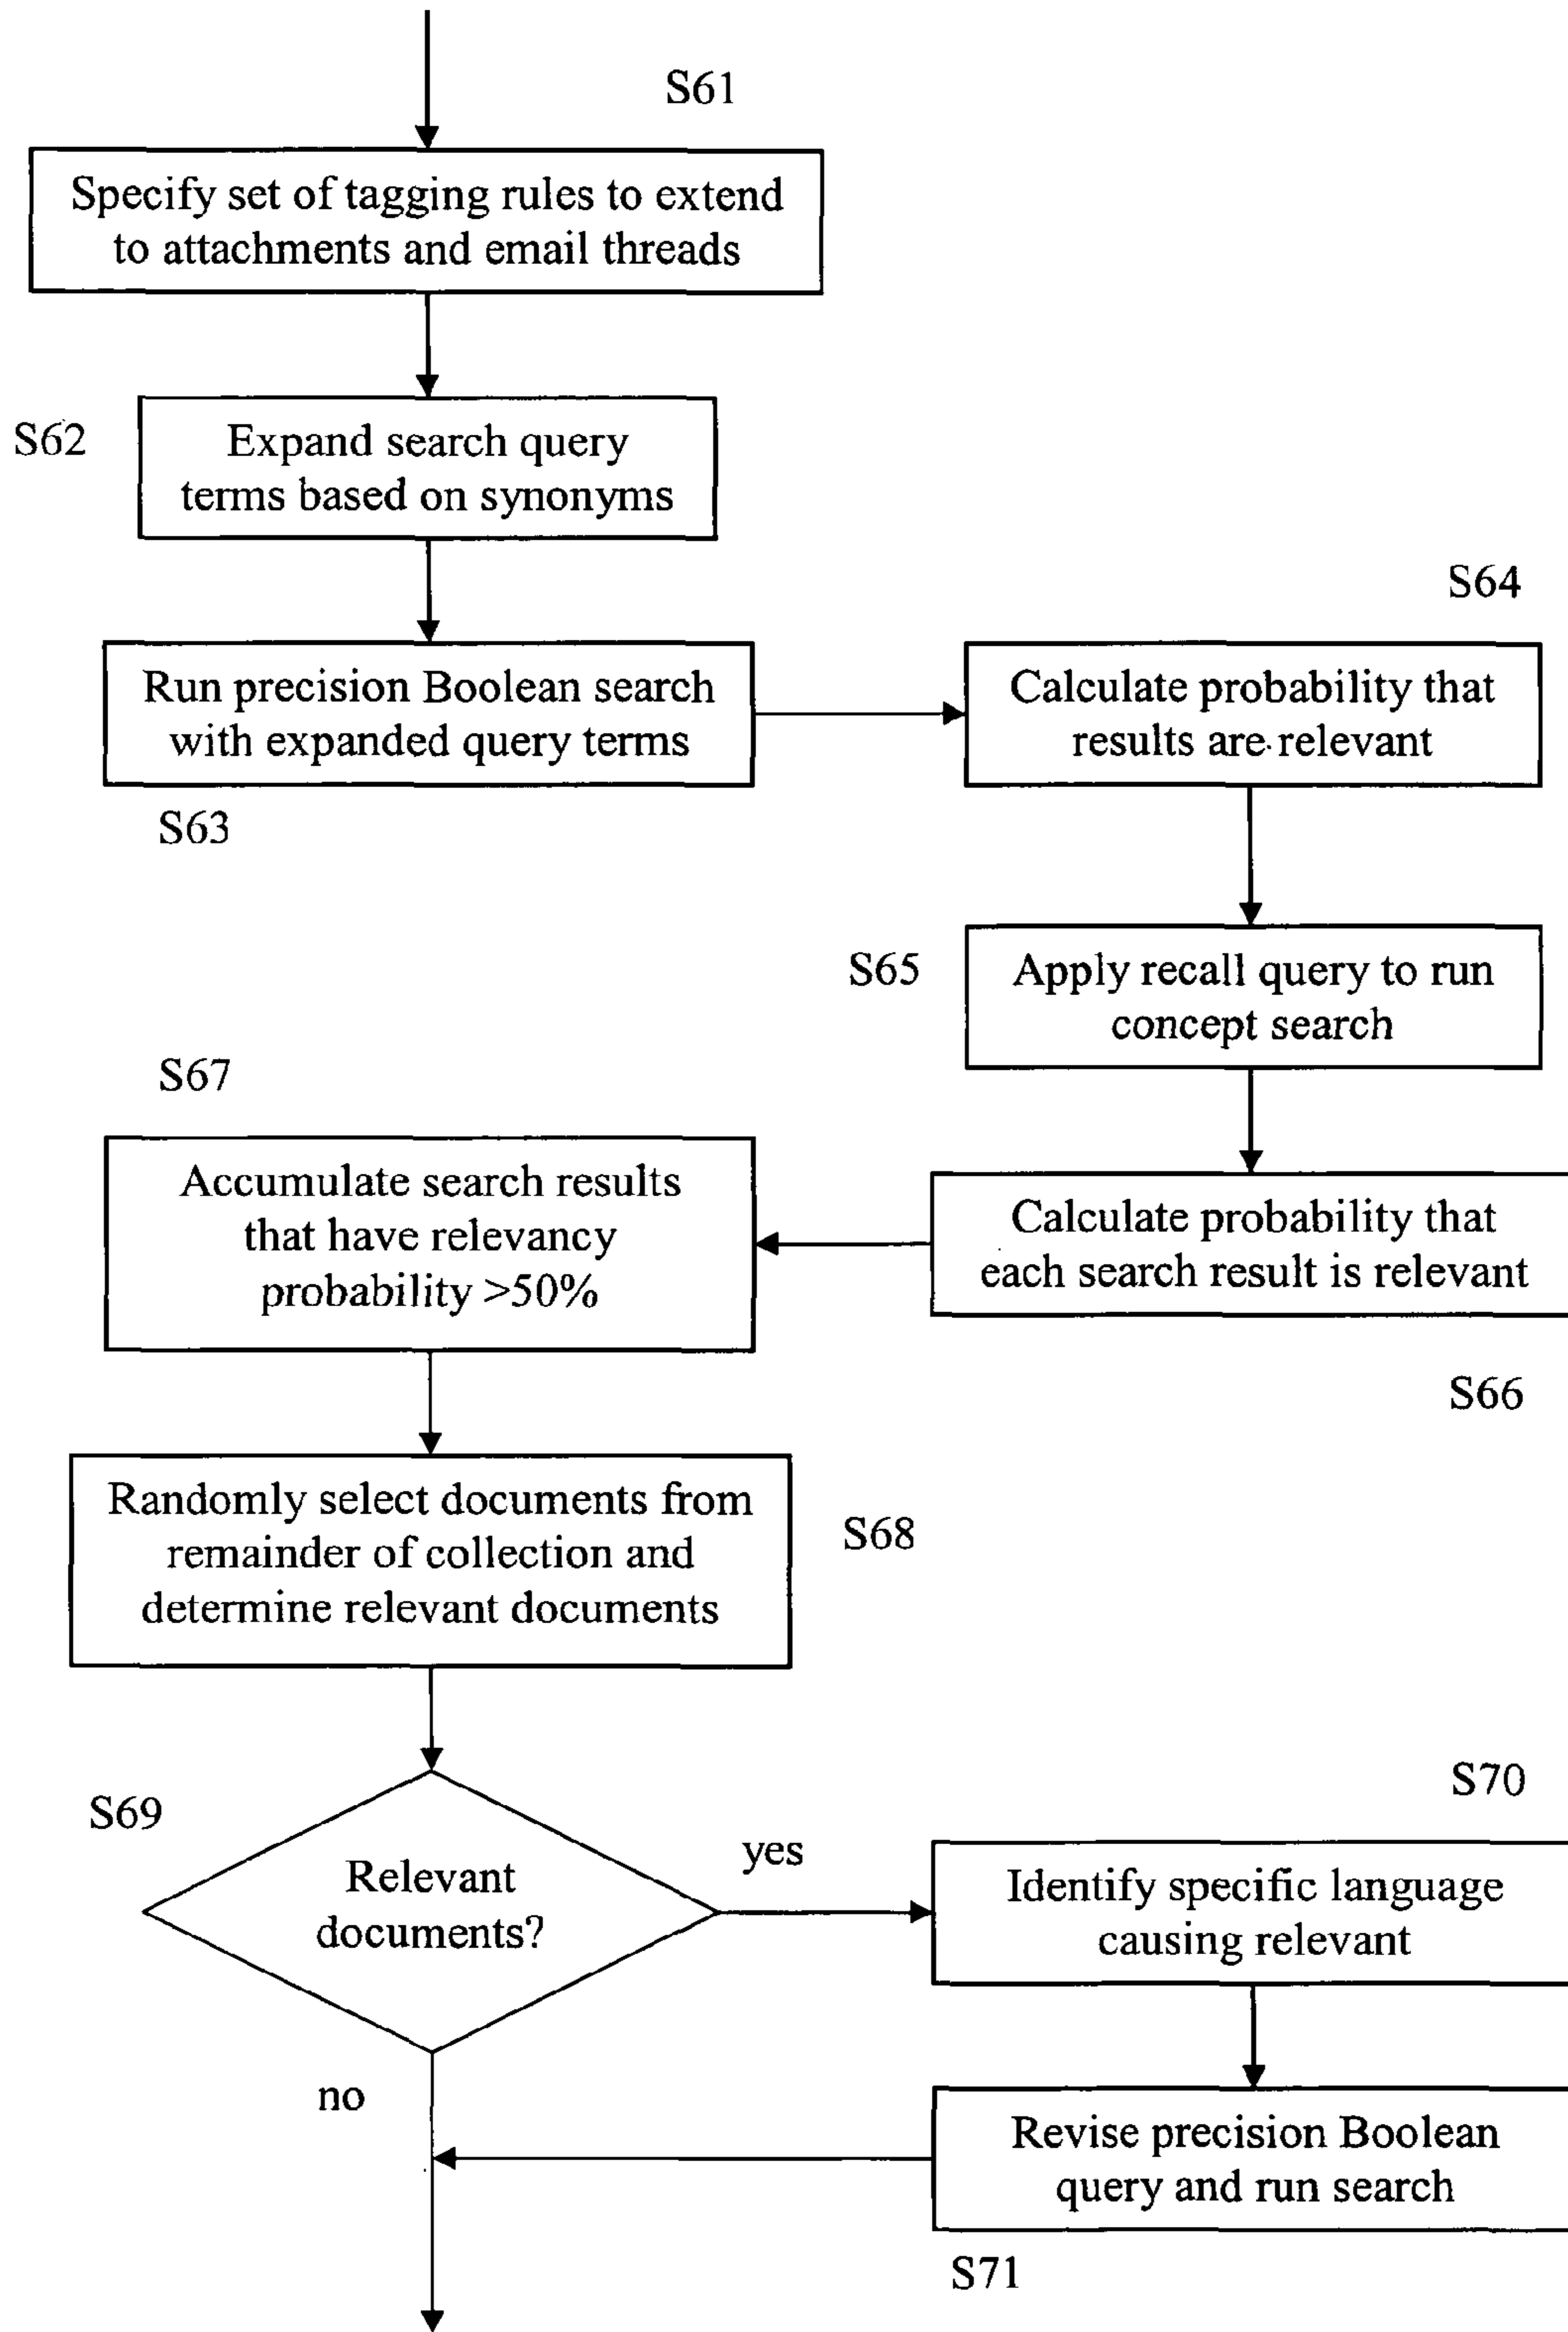 S61
Specify set of tagging rules to extend
to attachments and email threads
S62
Expand search query
terms based on synonyms
Run precision Boolean search
with expanded query terms
S63
S64
Calculate probability that
results are relevant
S65
Apply recall query to run
concept search
Calculate probability that
each search result is relevant
S66
S67
Accumulate search results
that have relevancy
probability >50%
Randomly select documents from
remainder of collection and
determine relevant documents
S68
S69
Relevant
documents?
yes
no
S70
Identify specific language
causing relevant
Revise precision Boolean
query and run search
S71